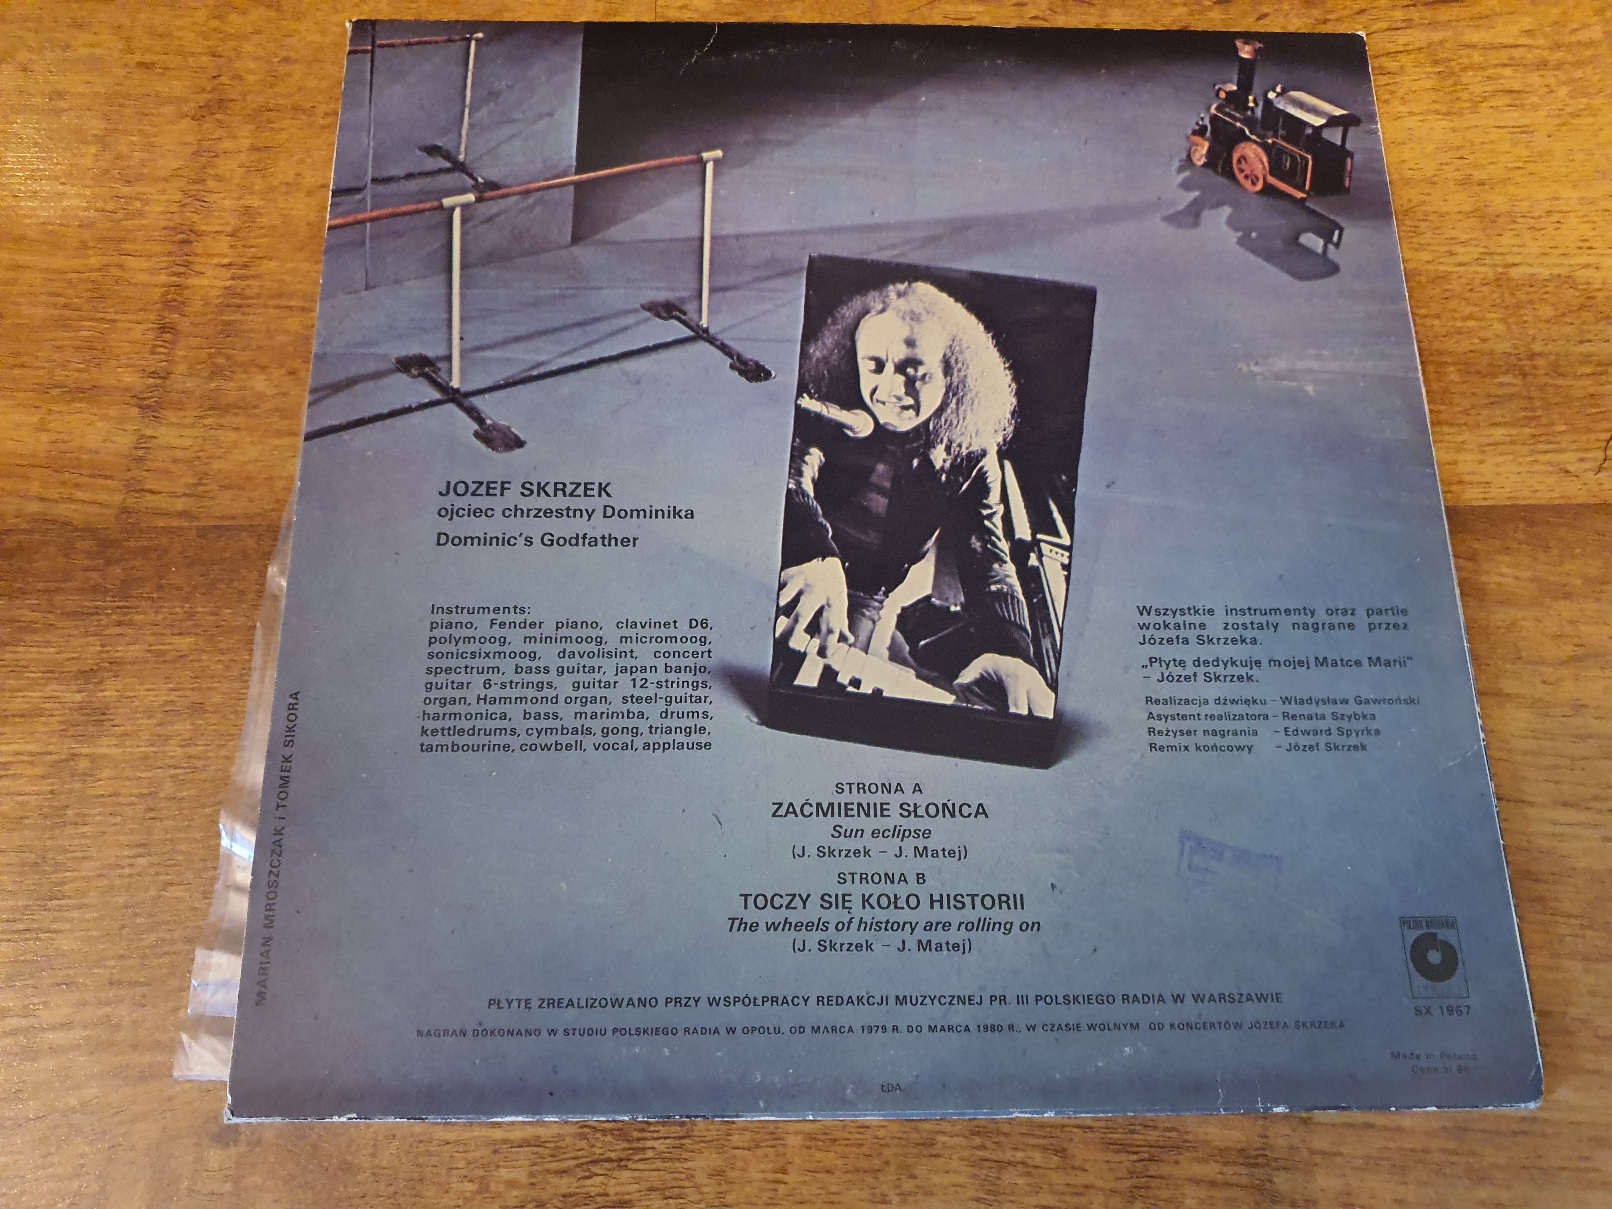 JOZEF SKRZEK
ojciec chrzestny Dominika
Dominic's Godfather
Instruments:
piano, Fender piano, clavinet D6,
polymoog, minimoog, micromoog,
sonicsixmoog, davolisint, concert
spectrum, bass guitar, japan banjo,
guitar 6-strings, guitar 12-strings,
organ, Hammond organ, steel-guitar,
harmonica, bass, marimba, drums,
kettledrums, cymbals, gong, triangle,
tambourine, cowbell, vocal, applause
Wszystkie instrumenty oraz partie
wokalne zostały nagrane przez
Józefa Skrzeka.
„Płytę dedykuję mojej Matce Marii"
– Józef Skrzek.
Realizacja dźwięku – Władysław Gawroński
Asystent realizatora – Renata Szybka
Reżyser nagrania – Edward Spyrka
Remix końcowy – Józef Skrzek
STRONA A
ZAĆMIENIE SŁOŃCA
Sun eclipse
(J. Skrzek – J. Matej)
STRONA B
TOCZY SIĘ KOŁO HISTORII
The wheels of history are rolling on
(J. Skrzek – J. Matej)
PŁYTĘ ZREALIZOWANO PRZY WSPÓŁPRACY REDAKCJI MUZYCZNEJ PR. III POLSKIEGO RADIA W WARSZAWIE
NAGRAŃ DOKONANO W STUDIU POLSKIEGO RADIA W OPOLU, OD MARCA 1979 R. DO MARCA 1980 R., W CZASIE WOLNYM OD KONCERTÓW JÓZEFA SKRZEKA
ŁDA
MARIAN MROSZCZAK i TOMEK SIKORA
9
POLSKIE NAGRANIA
SX 1967
Made in Poland
Cena zł